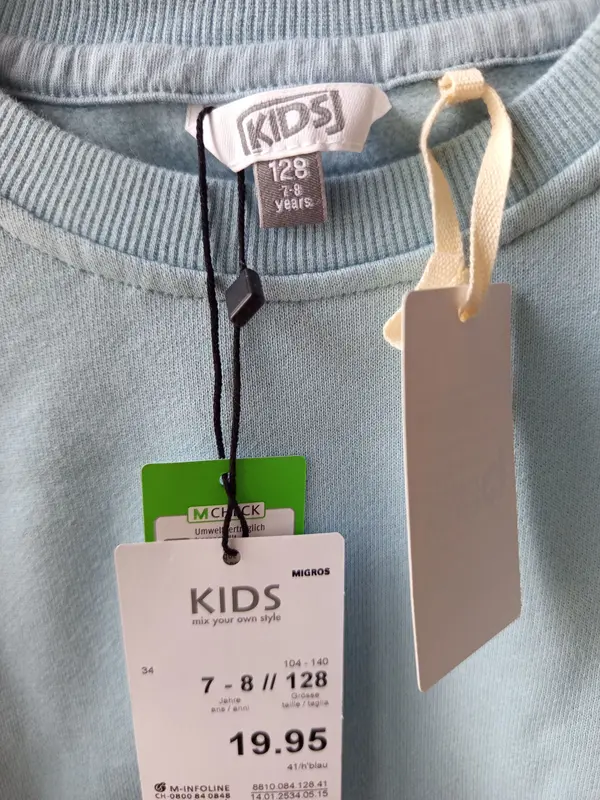 KIDS
128
7-8
years
M CHECK
Umweltverträglich
MIGROS
KIDS
mix your own style
34
104 - 140
7 - 8 // 128
Jahre Grösse
ans / anni taille / taglia
19.95
41/h'blau
M-INFOLINE 8810.084.128.41
CH-0800 84 0848 14.01.2534.05.15